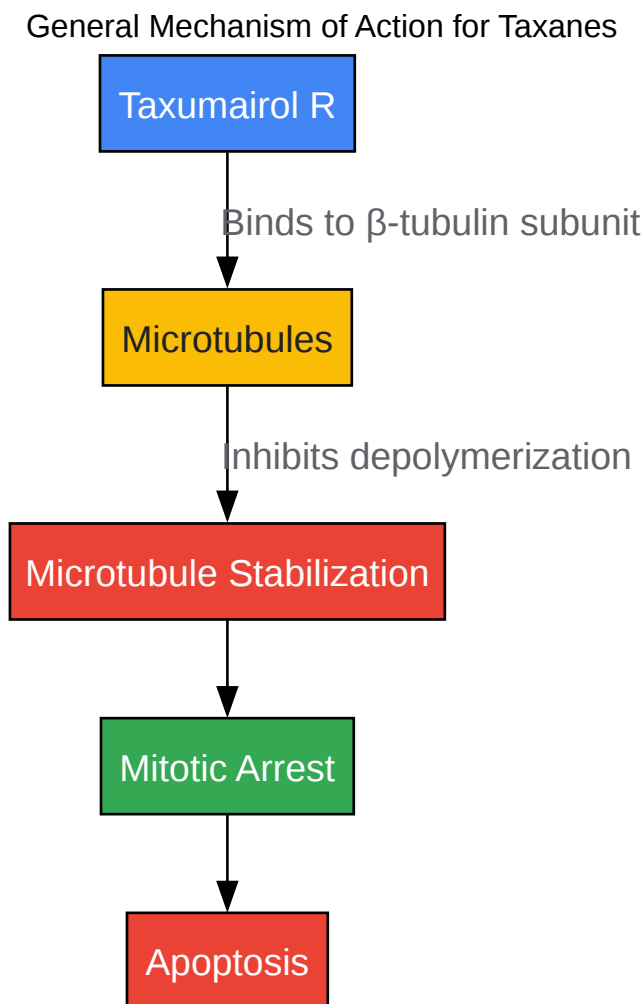 General Mechanism of Action for Taxanes
Taxumairol R
Binds to β-tubulin subunit
Microtubules
Inhibits depolymerization
Microtubule Stabilization
Mitotic Arrest
Apoptosis